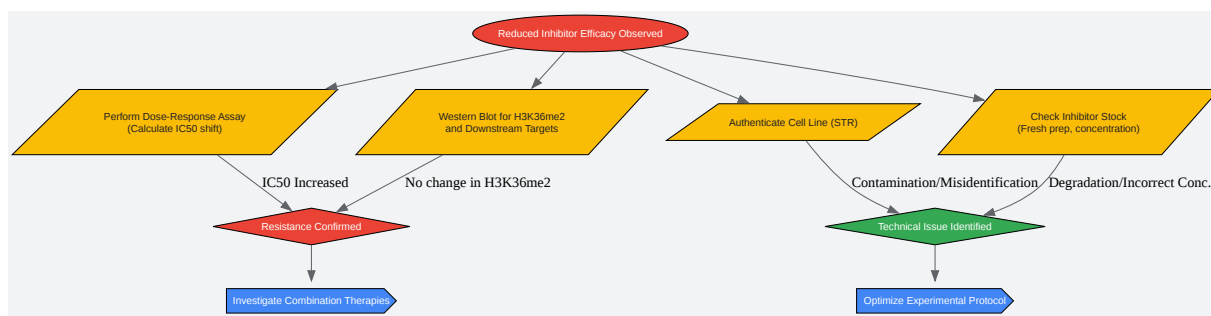 Reduced Inhibitor Efficacy Observed
Perform Dose-Response Assay
(Calculate IC50 shift)
Western Blot for H3K36me2
and Downstream Targets
Authenticate Cell Line (STR)
Check Inhibitor Stock
(Fresh prep, concentration)
IC50 Increased
No change in H3K36me2
Contamination/Misidentification
Degradation/Incorrect Conc.
Resistance Confirmed
Technical Issue Identified
Investigate Combination Therapies
Optimize Experimental Protocol